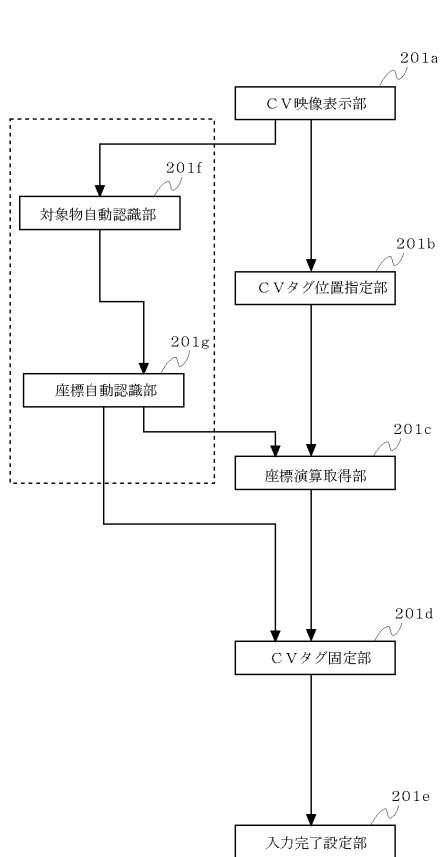 201a
ＣＶ映像表示部
201f
対象物自動認識部
201b
ＣＶタグ位置指定部
201g
座標自動認識部
201c
座標演算取得部
201d
ＣＶタグ固定部
201e
入力完了設定部